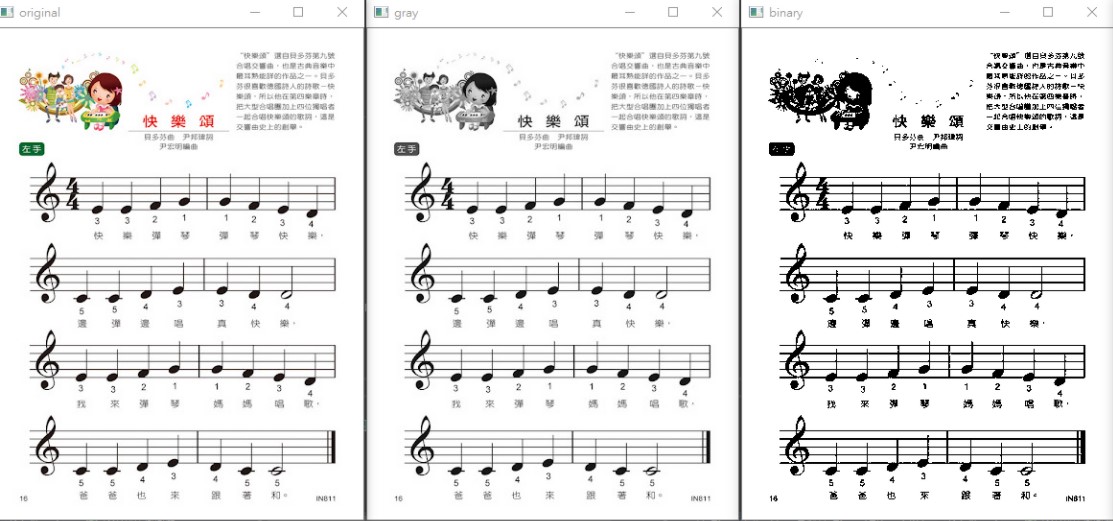 original
"快樂頌"選自貝多芬第九號
合唱交響曲，也是古典音樂中
最耳熟能詳的作品之一。貝多
芬很喜歡德國詩人的詩歌－快
樂頌，所以他在第四樂章時，
把大型合唱團加上四位獨唱者
一起合唱快樂頌的歌詞，這是
交響曲史上的創舉。
快樂頌
貝多芬曲 尹邦瑋詞
尹宏明編曲
左手
4
4
3 3 2 1 1 2 3 4
快 樂 彈 琴 彈 琴 快 樂，
5 5 4 3 3 4 4
邊 彈 邊 唱 真 快 樂，
3 3 2 1 1 2 3 4
我 來 彈 琴 媽 媽 唱 歌，
5 5 4 3 4 5 5
爸 爸 也 來 跟 著 和。
16 IN811
gray
"快樂頌"選自貝多芬第九號
合唱交響曲，也是古典音樂中
最耳熟能詳的作品之一。貝多
芬很喜歡德國詩人的詩歌－快
樂頌，所以他在第四樂章時，
把大型合唱團加上四位獨唱者
一起合唱快樂頌的歌詞，這是
交響曲史上的創舉。
快樂頌
貝多芬曲 尹邦瑋詞
尹宏明編曲
左手
4
4
3 3 2 1 1 2 3 4
快 樂 彈 琴 彈 琴 快 樂，
5 5 4 3 3 4 4
邊 彈 邊 唱 真 快 樂，
3 3 2 1 1 2 3 4
我 來 彈 琴 媽 媽 唱 歌，
5 5 4 3 4 5 5
爸 爸 也 來 跟 著 和。
16 IN811
binary
"快樂頌"選自貝多芬第九號
合唱交響曲，也是古典音樂中
最耳熟能詳的作品之一。貝多
芬很喜歡德國詩人的詩歌－快
樂頌，所以他在第四樂章時，
把大型合唱團加上四位獨唱者
一起合唱快樂頌的歌詞，這是
交響曲史上的創舉。
快樂頌
貝多芬曲 尹邦瑋詞
尹宏明編曲
4
4
3 3 2 1 1 2 3 4
快 樂 彈 琴 彈 琴 快 樂，
5 5 4 3 3 4 4
邊 彈 邊 唱 真 快 樂，
3 3 2 1 1 2 3 4
我 來 彈 琴 媽 媽 唱 歌，
5 5 4 3 4 5 5
爸 爸 也 來 跟 著 和。
16 IN811